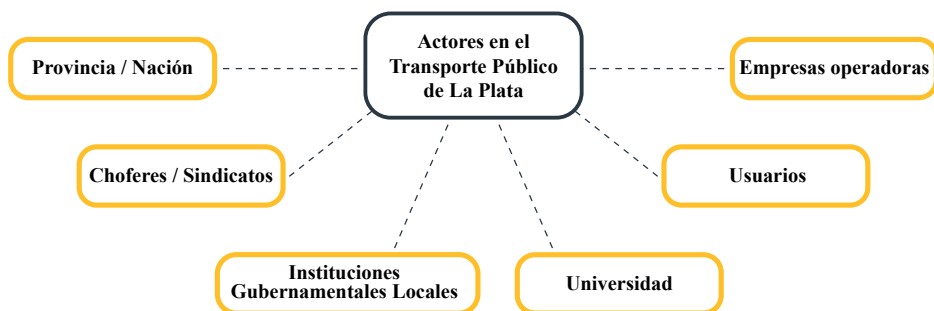 Actores en el
Transporte Público
de La Plata
Provincia / Nación
Empresas operadoras
Choferes / Sindicatos
Usuarios
Instituciones
Gubernamentales Locales
Universidad